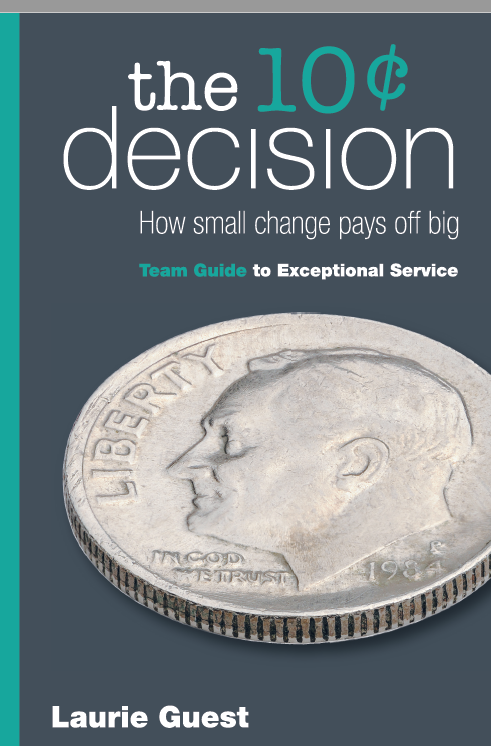 the 10¢
decision
How small change pays off big
Team Guide to Exceptional Service
LIBERTY
IN GOD
WE TRUST
P
1984
Laurie Guest